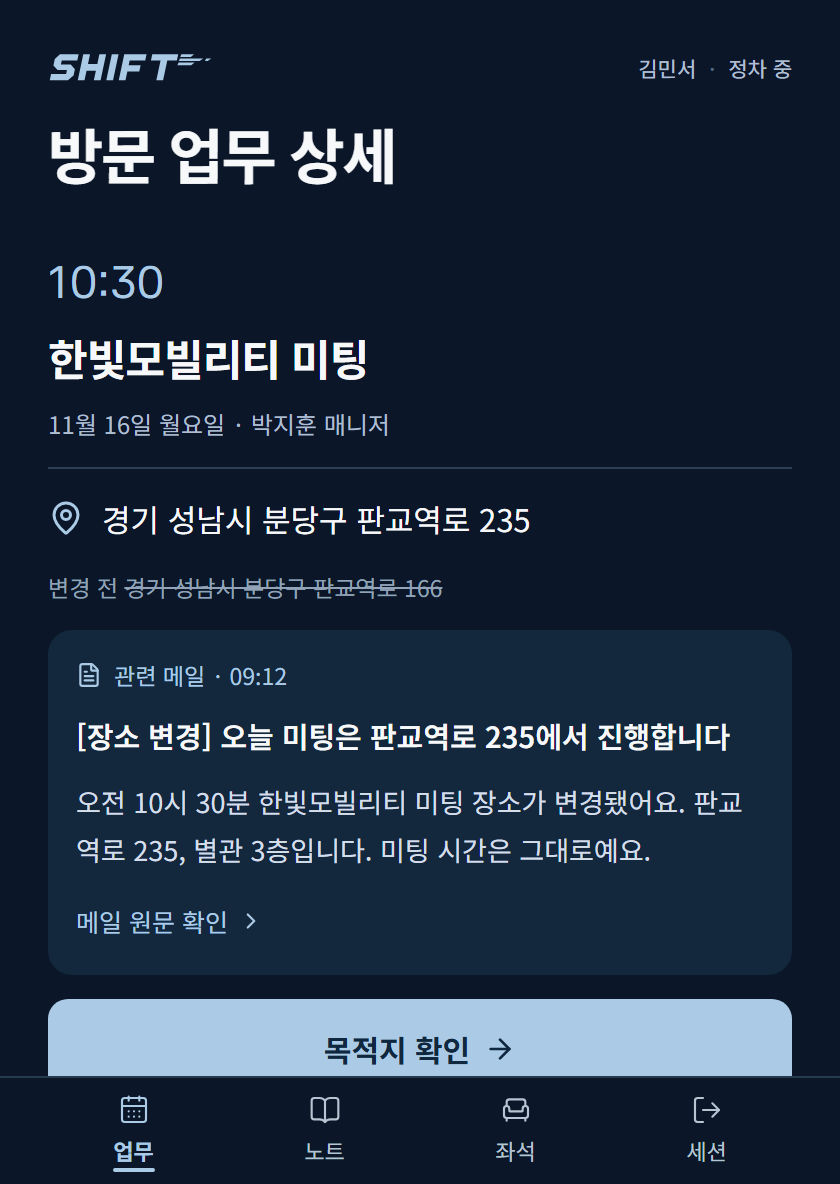 SHIFT
김민서 · 정차 중
방문 업무 상세
10:30
한빛모빌리티 미팅
11월 16일 월요일 · 박지훈 매니저
경기 성남시 분당구 판교역로 235
변경 전 경기 성남시 분당구 판교역로 166
관련 메일 · 09:12
[장소 변경] 오늘 미팅은 판교역로 235에서 진행합니다
오전 10시 30분 한빛모빌리티 미팅 장소가 변경됐어요. 판교
역로 235, 별관 3층입니다. 미팅 시간은 그대로예요.
메일 원문 확인
목적지 확인
업무
노트
좌석
세션